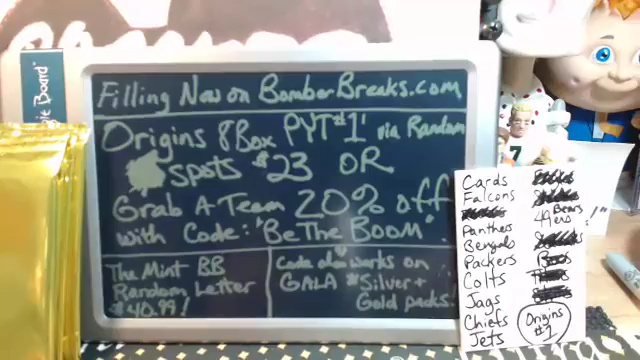 Board
Filling Now on BomberBreaks.com
Origins 8Box PYT #1 via Random
spots $23 OR
Grab A Team 20% off
with Code: "BeTheBOOM".
The Mint BB
Random Letter
$40.99!
Code also works on
GALA Silver +
Gold packs!
Cards
Falcons
Panthers
Bengals
Packers
Colts
Jags
Chiefs
Jets
Bears
49ers
Origins
#1
7